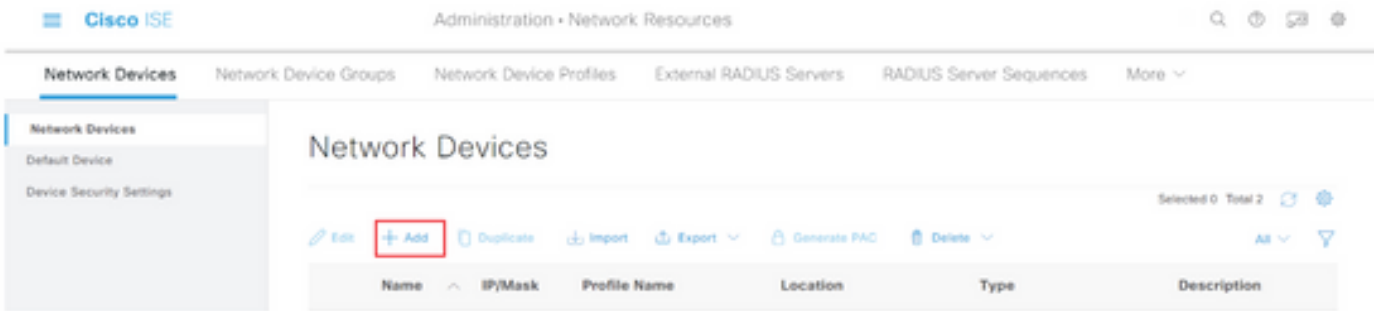 Cisco ISE
Administration • Network Resources
Network Devices Network Device Groups Network Device Profiles External RADIUS Servers RADIUS Server Sequences More
Network Devices
Default Device
Device Security Settings
Network Devices
Selected 0 Total 2
Edit Add Duplicate Import Export Generate PAC Delete All
Name IP/Mask Profile Name Location Type Description